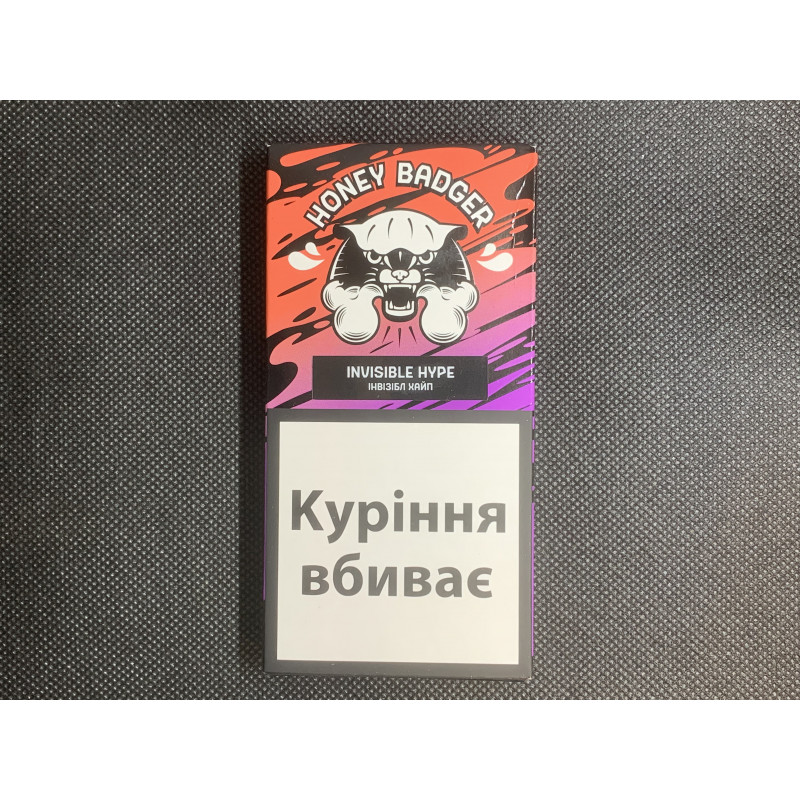 HONEY BADGER
INVISIBLE HYPE
ІНВІЗІБЛ ХАЙП
Куріння
вбиває